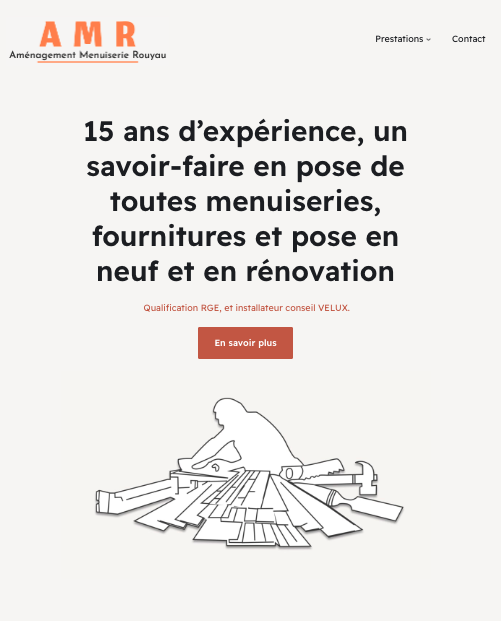 A M R
Aménagement Menuiserie Rouyau
Prestations
Contact
15 ans d’expérience, un
savoir-faire en pose de
toutes menuiseries,
fournitures et pose en
neuf et en rénovation
Qualification RGE, et installateur conseil VELUX.
En savoir plus